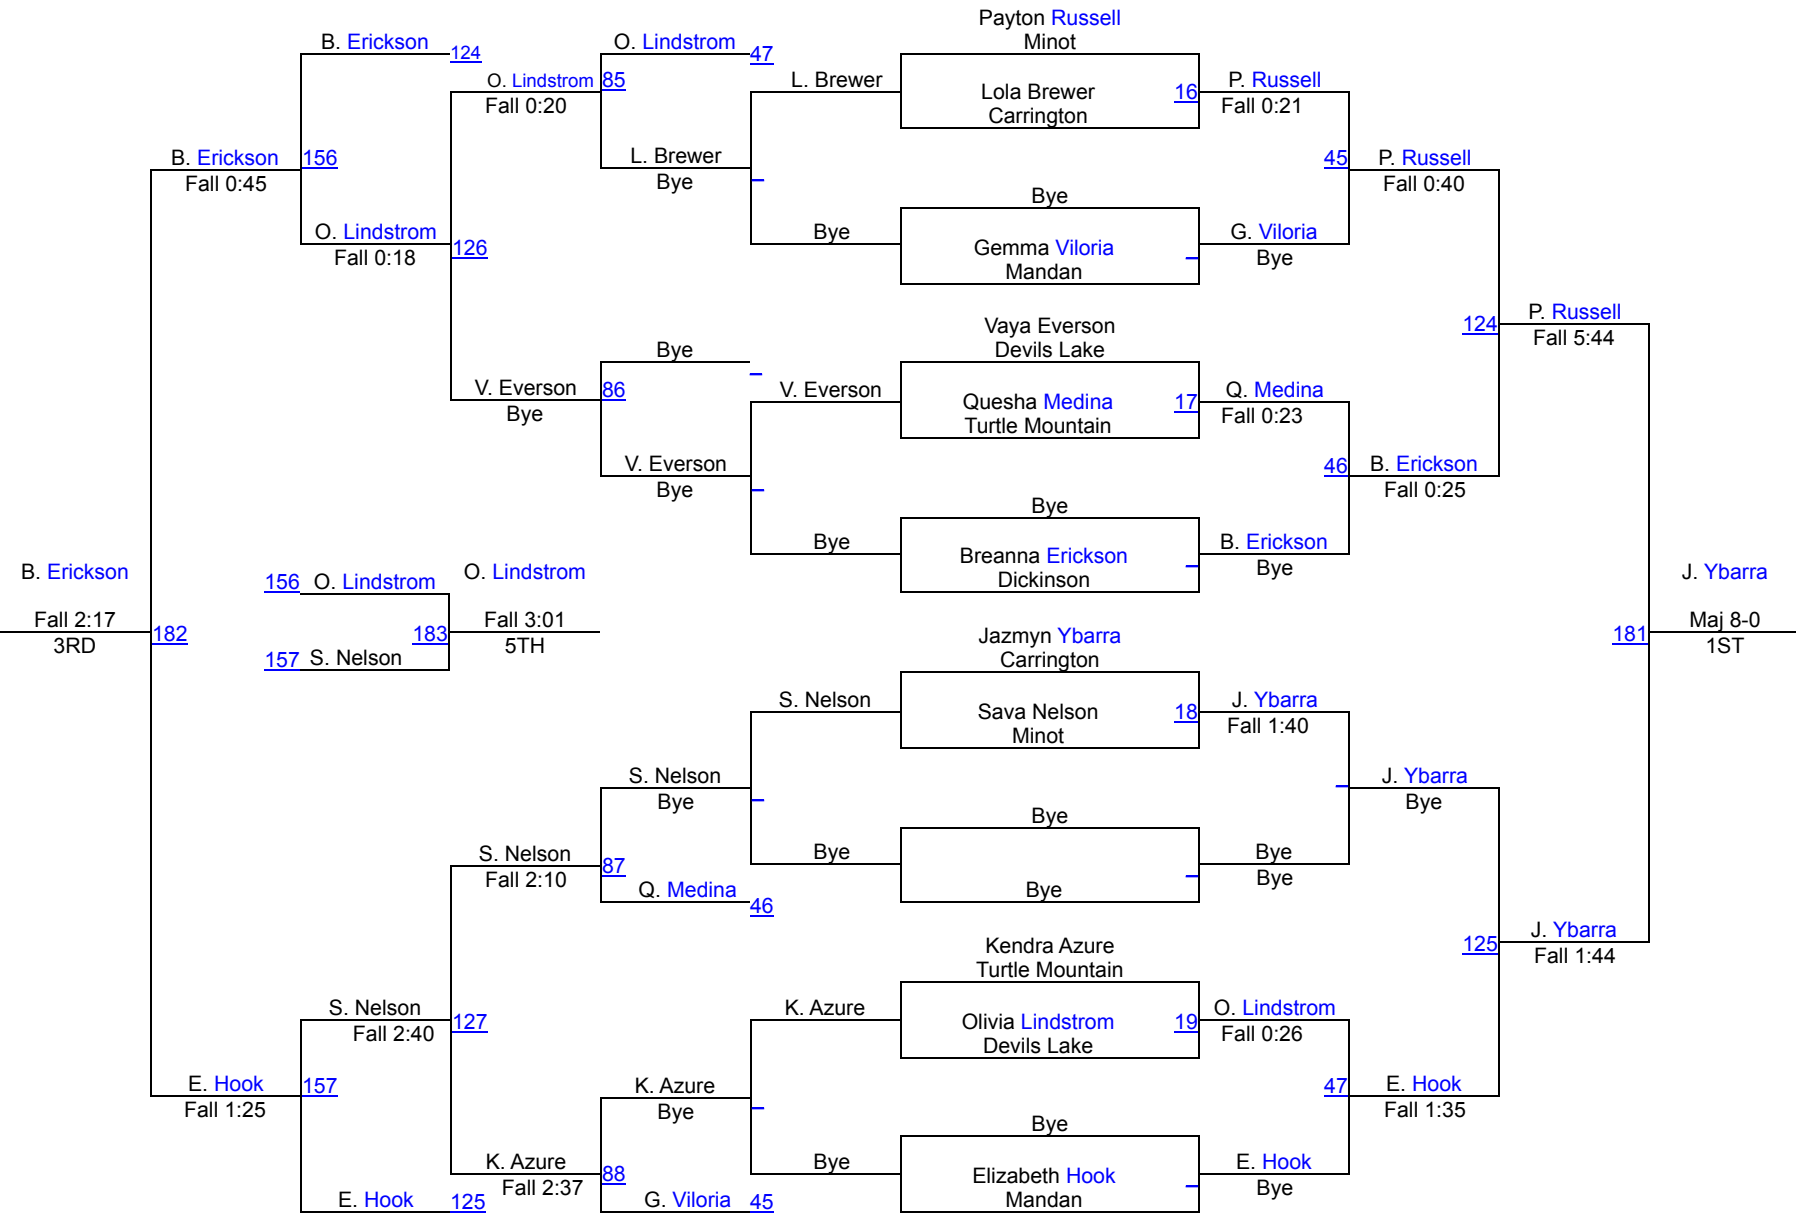 Payton Russell
Minot
B. Erickson
124
O. Lindstrom
47
O. Lindstrom
85
Fall 0:20
L. Brewer
Lola Brewer
Carrington
16
P. Russell
Fall 0:21
B. Erickson
156
Fall 0:45
L. Brewer
Bye
45
P. Russell
Fall 0:40
O. Lindstrom
Fall 0:18
126
Bye
Bye
Gemma Viloria
Mandan
G. Viloria
Bye
Vaya Everson
Devils Lake
124
P. Russell
Fall 5:44
Bye
V. Everson
Bye
86
V. Everson
Quesha Medina
Turtle Mountain
17
Q. Medina
Fall 0:23
V. Everson
Bye
46
B. Erickson
Fall 0:25
Bye
Bye
Breanna Erickson
Dickinson
B. Erickson
Bye
B. Erickson
Fall 2:17
3RD
182
156
O. Lindstrom
157
S. Nelson
183
O. Lindstrom
Fall 3:01
5TH
J. Ybarra
181
Maj 8-0
1ST
Jazmyn Ybarra
Carrington
S. Nelson
Sava Nelson
Minot
18
J. Ybarra
Fall 1:40
S. Nelson
Bye
J. Ybarra
Bye
Bye
Bye
Bye
Bye
Bye
S. Nelson
Fall 2:10
87
Q. Medina
46
Kendra Azure
Turtle Mountain
125
J. Ybarra
Fall 1:44
S. Nelson
Fall 2:40
127
K. Azure
Olivia Lindstrom
Devils Lake
19
O. Lindstrom
Fall 0:26
E. Hook
Fall 1:25
157
K. Azure
Bye
47
E. Hook
Fall 1:35
Bye
K. Azure
Fall 2:37
88
Bye
Elizabeth Hook
Mandan
E. Hook
Bye
E. Hook
125
G. Viloria
45